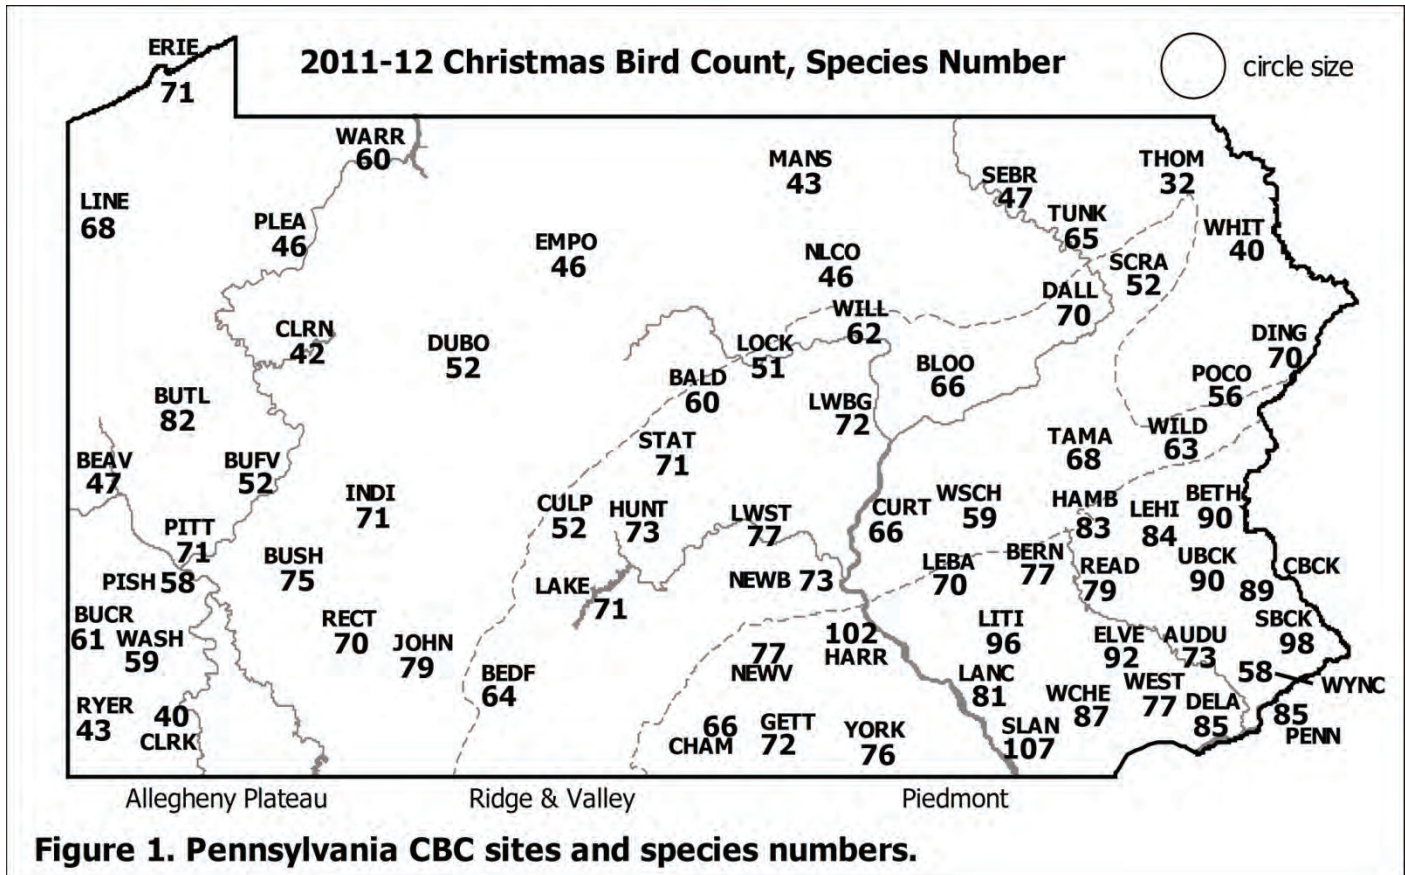 2011-12 Christmas Bird Count, Species Number
circle size
ERIE
71
WARR
60
MANS
43
THOM
32
SEBR
47
LINE
68
PLEA
46
TUNK
65
WHIT
40
EMPO
46
NLCO
46
SCRA
52
DALL
70
WILL
62
CLRN
42
DUBO
52
LOCK
51
DING
70
BLOO
66
BALD
60
POCO
56
BUTL
82
LWBG
72
WILD
63
TAMA
68
STAT
71
BEAV
47
BUFV
52
INDI
71
CULP
52
HUNT
73
LWST
77
CURT
66
WSCH
59
HAMB
83
LEHI
84
BETH
90
PITT
71
BUSH
75
PISH 58
LAKE
71
NEWB 73
LEBA
70
BERN
77
READ
79
UBCK
90
CBCK
89
BUCR
61
WASH
59
RECT
70
JOHN
79
BEDF
64
102
HARR
77
NEWV
LITI
96
ELVE
92
AUDU
73
SBCK
98
58
WYNC
LANC
81
WCHE
87
WEST
77
DELA
85
85
PENN
RYER
43
40
CLRK
66
CHAM
GETT
72
YORK
76
SLAN
107
Allegheny Plateau
Ridge & Valley
Piedmont
Figure 1. Pennsylvania CBC sites and species numbers.